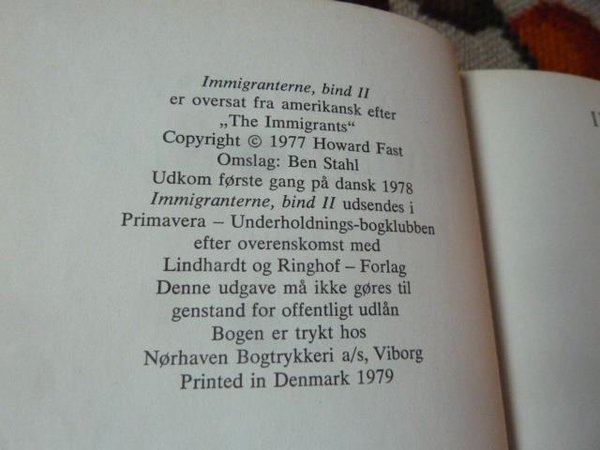 Immigranterne, bind II
er oversat fra amerikansk efter
„The Immigrants“
Copyright © 1977 Howard Fast
Omslag: Ben Stahl
Udkom første gang på dansk 1978
Immigranterne, bind II udsendes i
Primavera – Underholdnings-bogklubben
efter overenskomst med
Lindhardt og Ringhof – Forlag
Denne udgave må ikke gøres til
genstand for offentligt udlån
Bogen er trykt hos
Nørhaven Bogtrykkeri a/s, Viborg
Printed in Denmark 1979